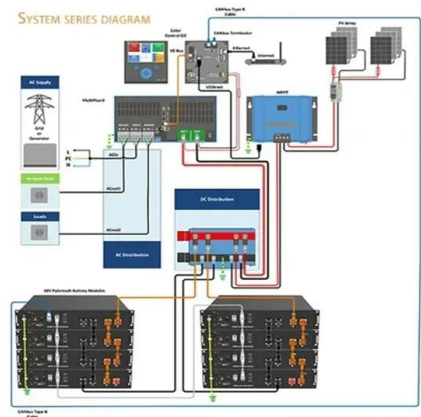 SYSTEM SERIES DIAGRAM
CANbus Type B
Cable
Color
Control GX
CANbus Terminator
VE Bus
Ethernet
Internet
PV Array
AC Supply
Grid
or
Generator
MultiPlus-II
VE.Direct
MPPT
L
PE
N
ACin
ACout1
Loads
ACout2
AC Distribution
DC Distribution
48V Pylontech Battery Modules
CANbus Type B
Cable